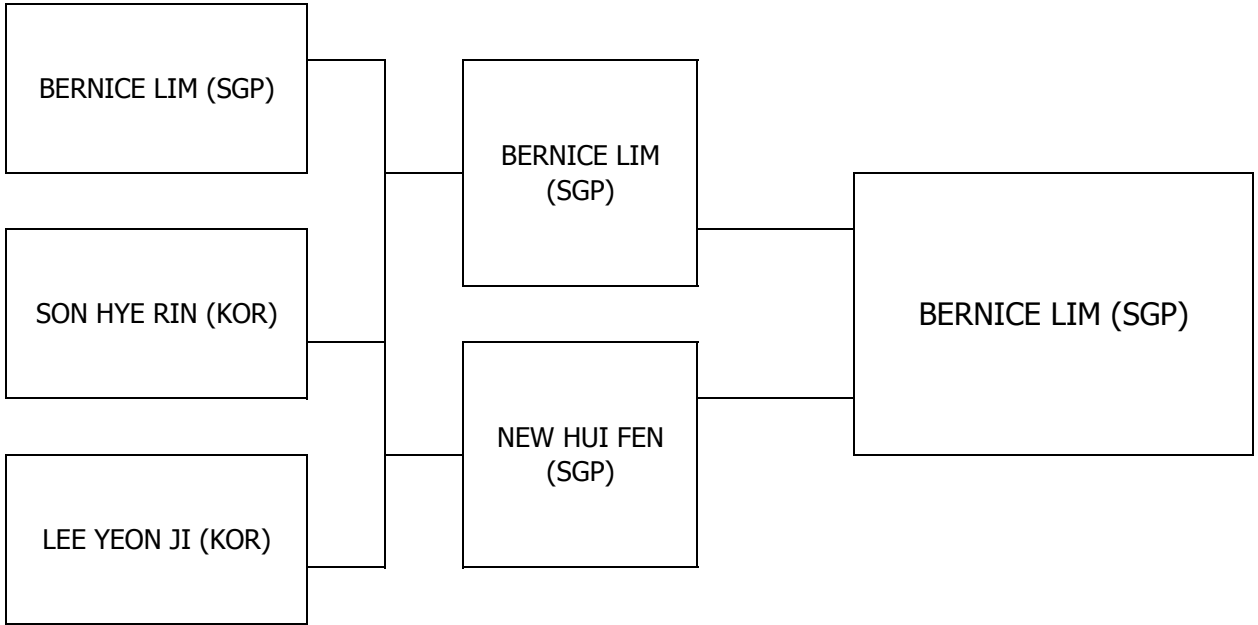 BERNICE LIM (SGP)
SON HYE RIN (KOR)
LEE YEON JI (KOR)
BERNICE LIM
(SGP)
NEW HUI FEN
(SGP)
BERNICE LIM (SGP)